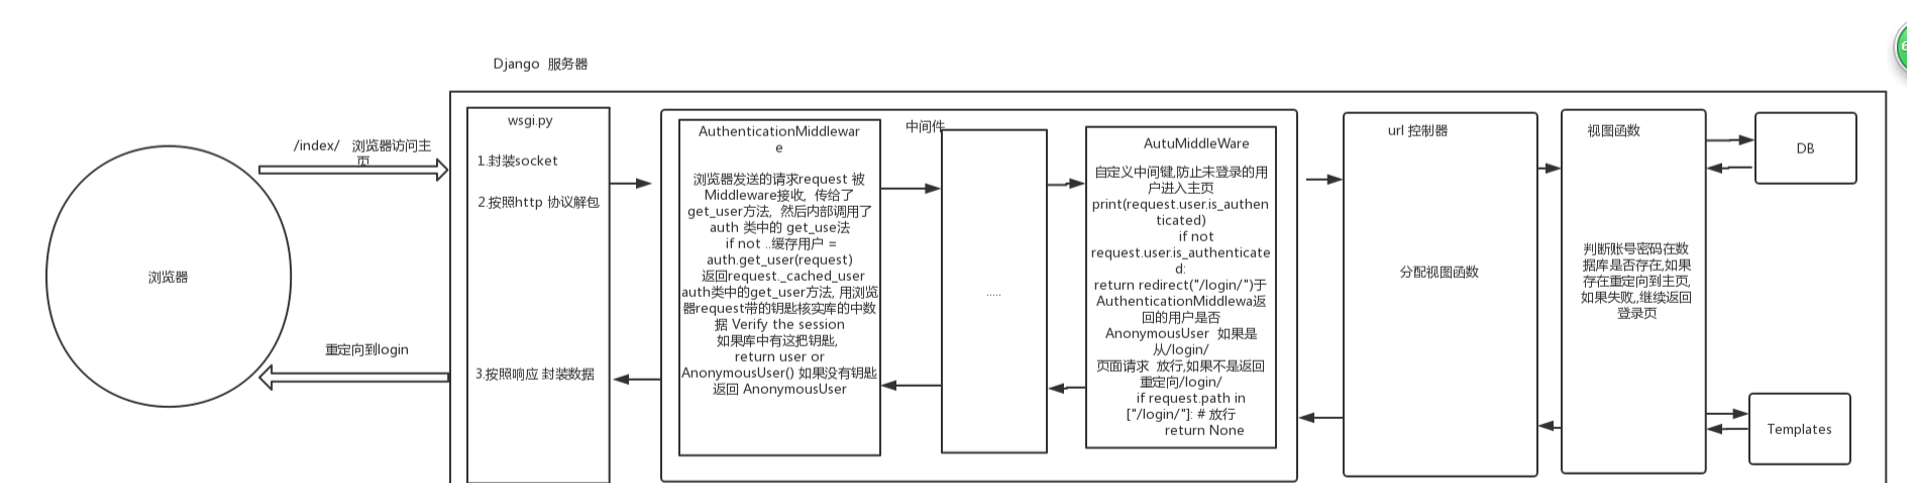 Django 服务器
/index/ 浏览器访问主
页
浏览器
重定向到login
wsgi.py
1.封装socket
2.按照http 协议解包
3.按照响应 封装数据
中间件
AuthenticationMiddlewar
e
浏览器发送的请求request 被
Middleware接收, 传给了
get_user方法, 然后内部调用了
auth 类中的 get_use法
if not ..缓存用户 =
auth.get_user(request)
返回request._cached_user
auth类中的get_user方法, 用浏览
器request带的钥匙核实库的中数
据 Verify the session
如果库中有这把钥匙,
return user or
AnonymousUser() 如果没有钥匙
返回 AnonymousUser
.....
AutuMiddleWare
自定义中间键,防止未登录的用
户进入主页
print(request.user.is_authen
ticated)
if not
request.user.is_authenticate
d:
return redirect("/login/")于
AuthenticationMiddlewa返
回的用户是否
AnonymousUser 如果是
从/login/
页面请求 放行,如果不是返回
重定向/login/
if request.path in
["/login/"]: # 放行
return None
url 控制器
分配视图函数
视图函数
判断账号密码在数
据库是否存在,如果
存在重定向到主页,
如果失败,,继续返回
登录页
DB
Templates